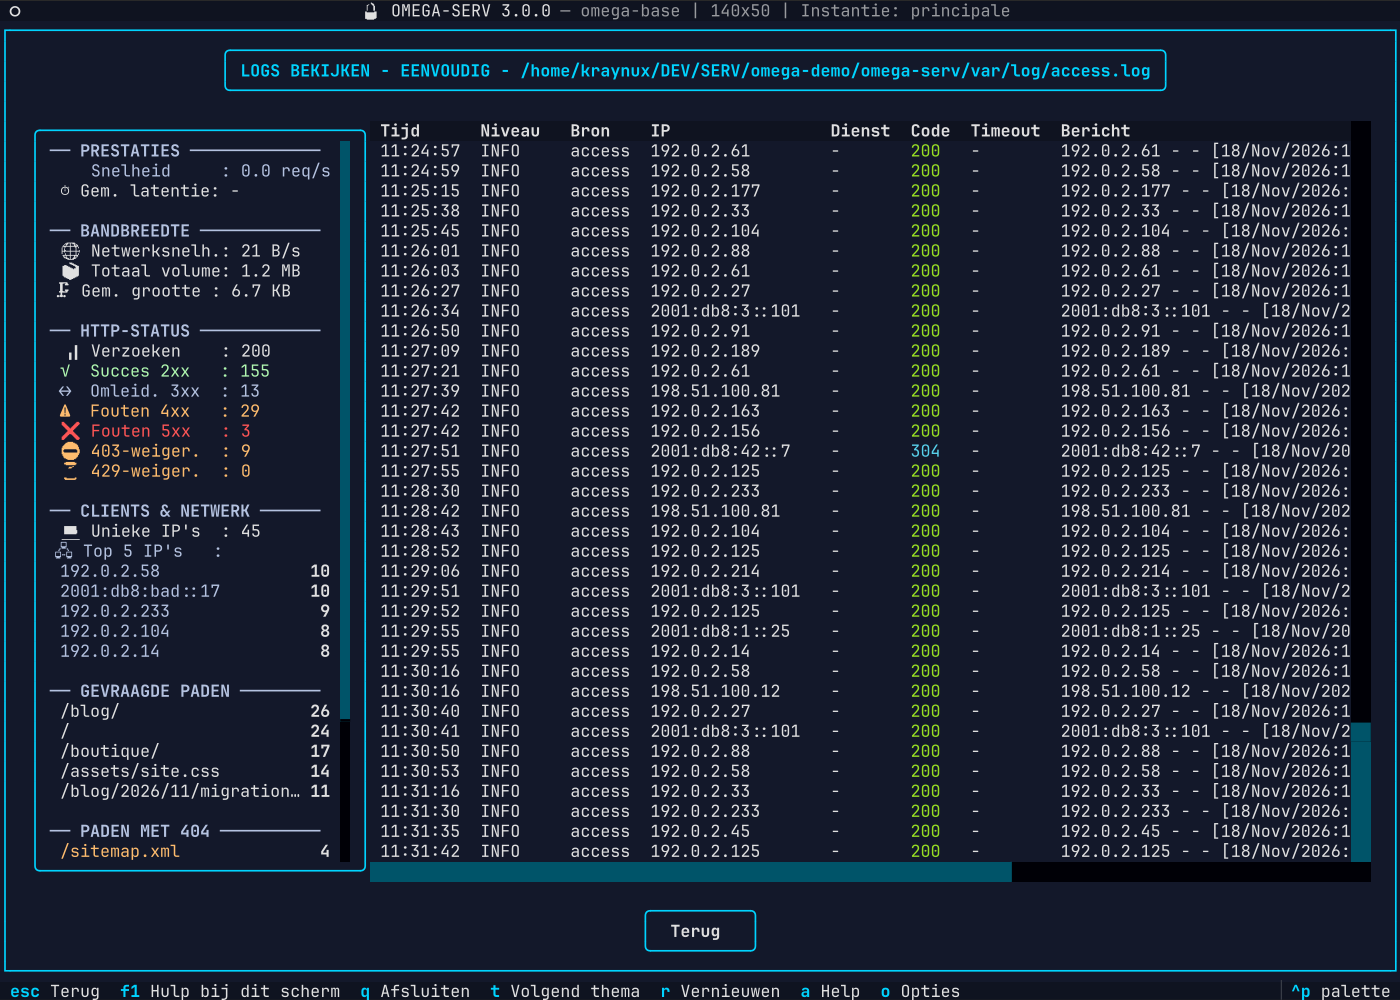 OMEGA-SERV 3.0.0 — omega-base | 140x50 | Instantie: principale
LOGS BEKIJKEN - EENVOUDIG - /home/kraynux/DEV/SERV/omega-demo/omega-serv/var/log/access.log
PRESTATIES
Snelheid : 0.0 req/s
Gem. latentie: -
BANDBREEDTE
Netwerksnelh.: 21 B/s
Totaal volume: 1.2 MB
Gem. grootte : 6.7 KB
HTTP-STATUS
Verzoeken : 200
√ Succes 2xx : 155
↔ Omleid. 3xx : 13
⚠ Fouten 4xx : 29
❌ Fouten 5xx : 3
⛔ 403-weiger. : 9
429-weiger. : 0
CLIENTS & NETWERK
Unieke IP's : 45
Top 5 IP's :
192.0.2.58 10
2001:db8:bad::17 10
192.0.2.233 9
192.0.2.104 8
192.0.2.14 8
GEVRAAGDE PADEN
/blog/ 26
/ 24
/boutique/ 17
/assets/site.css 14
/blog/2026/11/migration… 11
PADEN MET 404
/sitemap.xml 4
Tijd Niveau Bron IP Dienst Code Timeout Bericht
11:24:57 INFO access 192.0.2.61 - 200 - 192.0.2.61 - - [18/Nov/2026:1
11:24:59 INFO access 192.0.2.58 - 200 - 192.0.2.58 - - [18/Nov/2026:1
11:25:15 INFO access 192.0.2.177 - 200 - 192.0.2.177 - - [18/Nov/2026:
11:25:38 INFO access 192.0.2.33 - 200 - 192.0.2.33 - - [18/Nov/2026:1
11:25:45 INFO access 192.0.2.104 - 200 - 192.0.2.104 - - [18/Nov/2026:
11:26:01 INFO access 192.0.2.88 - 200 - 192.0.2.88 - - [18/Nov/2026:1
11:26:03 INFO access 192.0.2.61 - 200 - 192.0.2.61 - - [18/Nov/2026:1
11:26:27 INFO access 192.0.2.27 - 200 - 192.0.2.27 - - [18/Nov/2026:1
11:26:34 INFO access 2001:db8:3::101 - 200 - 2001:db8:3::101 - - [18/Nov/2
11:26:50 INFO access 192.0.2.91 - 200 - 192.0.2.91 - - [18/Nov/2026:1
11:27:09 INFO access 192.0.2.189 - 200 - 192.0.2.189 - - [18/Nov/2026:
11:27:21 INFO access 192.0.2.61 - 200 - 192.0.2.61 - - [18/Nov/2026:1
11:27:39 INFO access 198.51.100.81 - 200 - 198.51.100.81 - - [18/Nov/202
11:27:42 INFO access 192.0.2.163 - 200 - 192.0.2.163 - - [18/Nov/2026:
11:27:42 INFO access 192.0.2.156 - 200 - 192.0.2.156 - - [18/Nov/2026:
11:27:51 INFO access 2001:db8:42::7 - 304 - 2001:db8:42::7 - - [18/Nov/20
11:27:55 INFO access 192.0.2.125 - 200 - 192.0.2.125 - - [18/Nov/2026:
11:28:30 INFO access 192.0.2.233 - 200 - 192.0.2.233 - - [18/Nov/2026:
11:28:42 INFO access 198.51.100.81 - 200 - 198.51.100.81 - - [18/Nov/202
11:28:43 INFO access 192.0.2.104 - 200 - 192.0.2.104 - - [18/Nov/2026:
11:28:52 INFO access 192.0.2.125 - 200 - 192.0.2.125 - - [18/Nov/2026:
11:29:06 INFO access 192.0.2.214 - 200 - 192.0.2.214 - - [18/Nov/2026:
11:29:51 INFO access 2001:db8:3::101 - 200 - 2001:db8:3::101 - - [18/Nov/2
11:29:52 INFO access 192.0.2.125 - 200 - 192.0.2.125 - - [18/Nov/2026:
11:29:55 INFO access 2001:db8:1::25 - 200 - 2001:db8:1::25 - - [18/Nov/20
11:29:55 INFO access 192.0.2.14 - 200 - 192.0.2.14 - - [18/Nov/2026:1
11:30:16 INFO access 192.0.2.58 - 200 - 192.0.2.58 - - [18/Nov/2026:1
11:30:16 INFO access 198.51.100.12 - 200 - 198.51.100.12 - - [18/Nov/202
11:30:40 INFO access 192.0.2.27 - 200 - 192.0.2.27 - - [18/Nov/2026:1
11:30:41 INFO access 2001:db8:3::101 - 200 - 2001:db8:3::101 - - [18/Nov/2
11:30:50 INFO access 192.0.2.88 - 200 - 192.0.2.88 - - [18/Nov/2026:1
11:30:53 INFO access 192.0.2.58 - 200 - 192.0.2.58 - - [18/Nov/2026:1
11:31:16 INFO access 192.0.2.33 - 200 - 192.0.2.33 - - [18/Nov/2026:1
11:31:30 INFO access 192.0.2.233 - 200 - 192.0.2.233 - - [18/Nov/2026:
11:31:35 INFO access 192.0.2.45 - 200 - 192.0.2.45 - - [18/Nov/2026:1
11:31:42 INFO access 192.0.2.125 - 200 - 192.0.2.125 - - [18/Nov/2026:
Terug
esc Terug f1 Hulp bij dit scherm q Afsluiten t Volgend thema r Vernieuwen a Help o Opties ^p palette